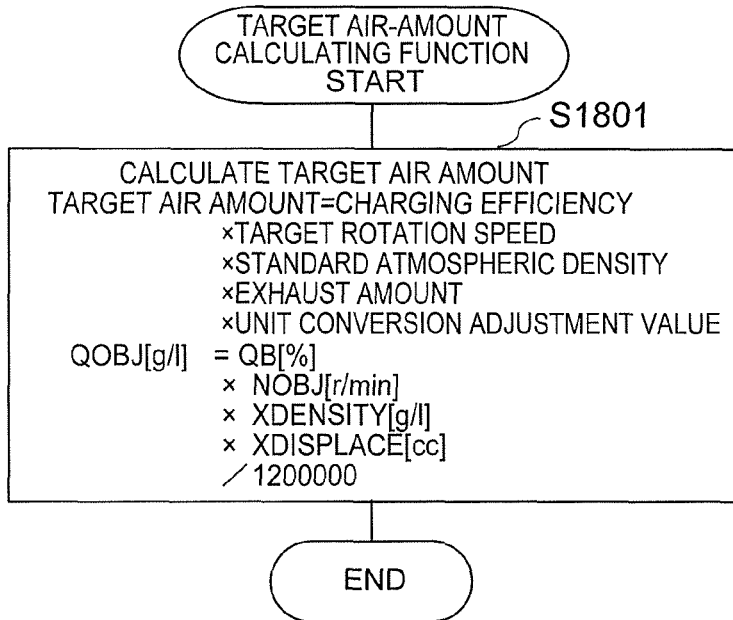 TARGET AIR-AMOUNT
CALCULATING FUNCTION
START
S1801
CALCULATE TARGET AIR AMOUNT
TARGET AIR AMOUNT=CHARGING EFFICIENCY
×TARGET ROTATION SPEED
×STANDARD ATMOSPHERIC DENSITY
×EXHAUST AMOUNT
×UNIT CONVERSION ADJUSTMENT VALUE
QOBJ[g/l] = QB[%]
× NOBJ[r/min]
× XDENSITY[g/l]
× XDISPLACE[cc]
/1200000
END